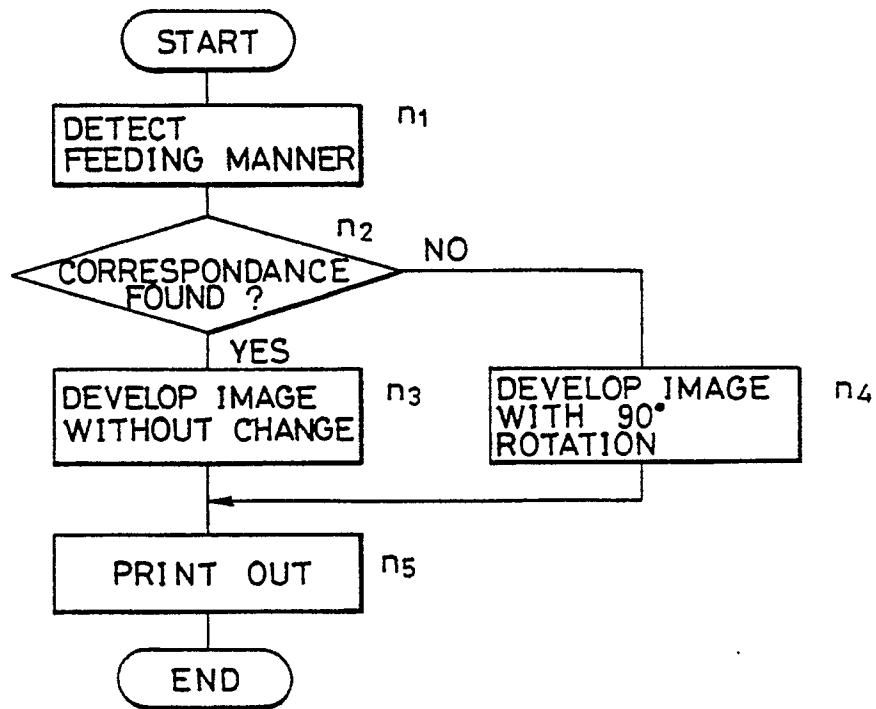 START
n1
DETECT
FEEDING MANNER
n2
NO
CORRESPONDANCE
FOUND ?
YES
n3
DEVELOP IMAGE
WITHOUT CHANGE
n4
DEVELOP IMAGE
WITH 90°
ROTATION
PRINT OUT
n5
END